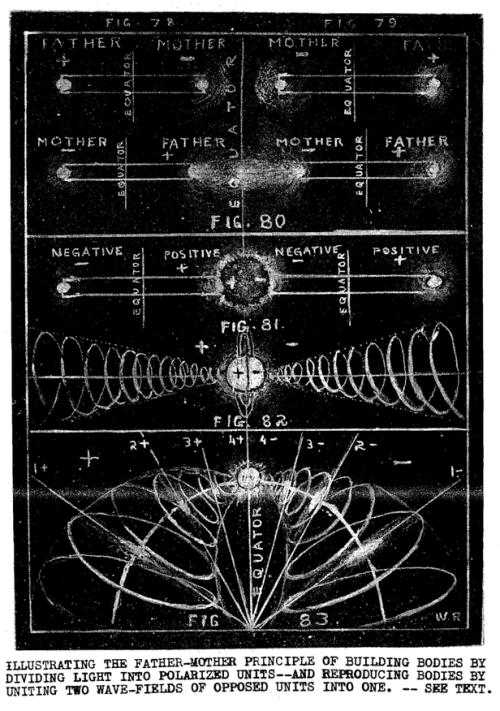 FIG. 78 FIG 79
FATHER MOTHER MOTHER FATH
+ - - +
EQUATOR EQUATOR EQUATOR
MOTHER FATHER MOTHER FATHER
- + - +
EQUATOR EQUATOR
FIG. 80
NEGATIVE POSITIVE NEGATIVE POSITIVE
- + - +
EQUATOR + - EQUATOR
FIG. 81.
+ -
+ -
FIG. 82
1+ + 2+ 3+ 4+ 4- 3- 2- - 1-
EQUATOR
FIG 83. W.R
ILLUSTRATING THE FATHER-MOTHER PRINCIPLE OF BUILDING BODIES BY
DIVIDING LIGHT INTO POLARIZED UNITS--AND REPRODUCING BODIES BY
UNITING TWO WAVE-FIELDS OF OPPOSED UNITS INTO ONE. -- SEE TEXT.